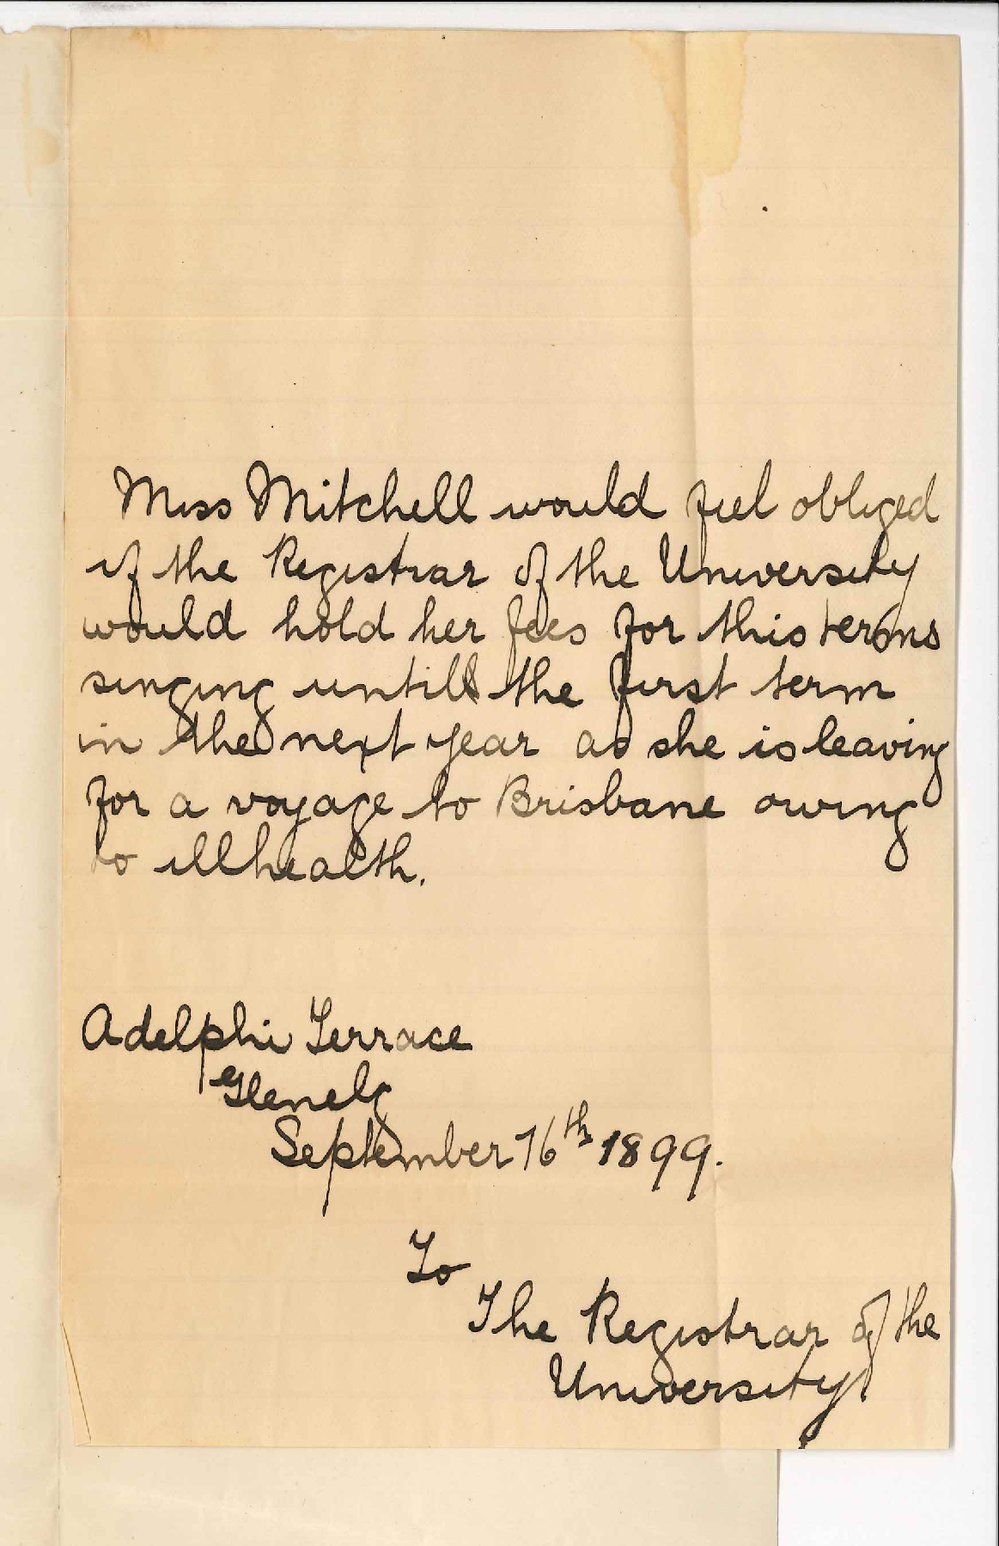 Miss Mitchell would feel obliged
if the Registrar of the University
would hold her fees for this terms
singing untill the first term
in the next year as she is leaving
for a voyage to Brisbane owing
to illhealth.
Adelphi Terrace
Glenelg
September 16th 1899.
To
The Registrar of the
University